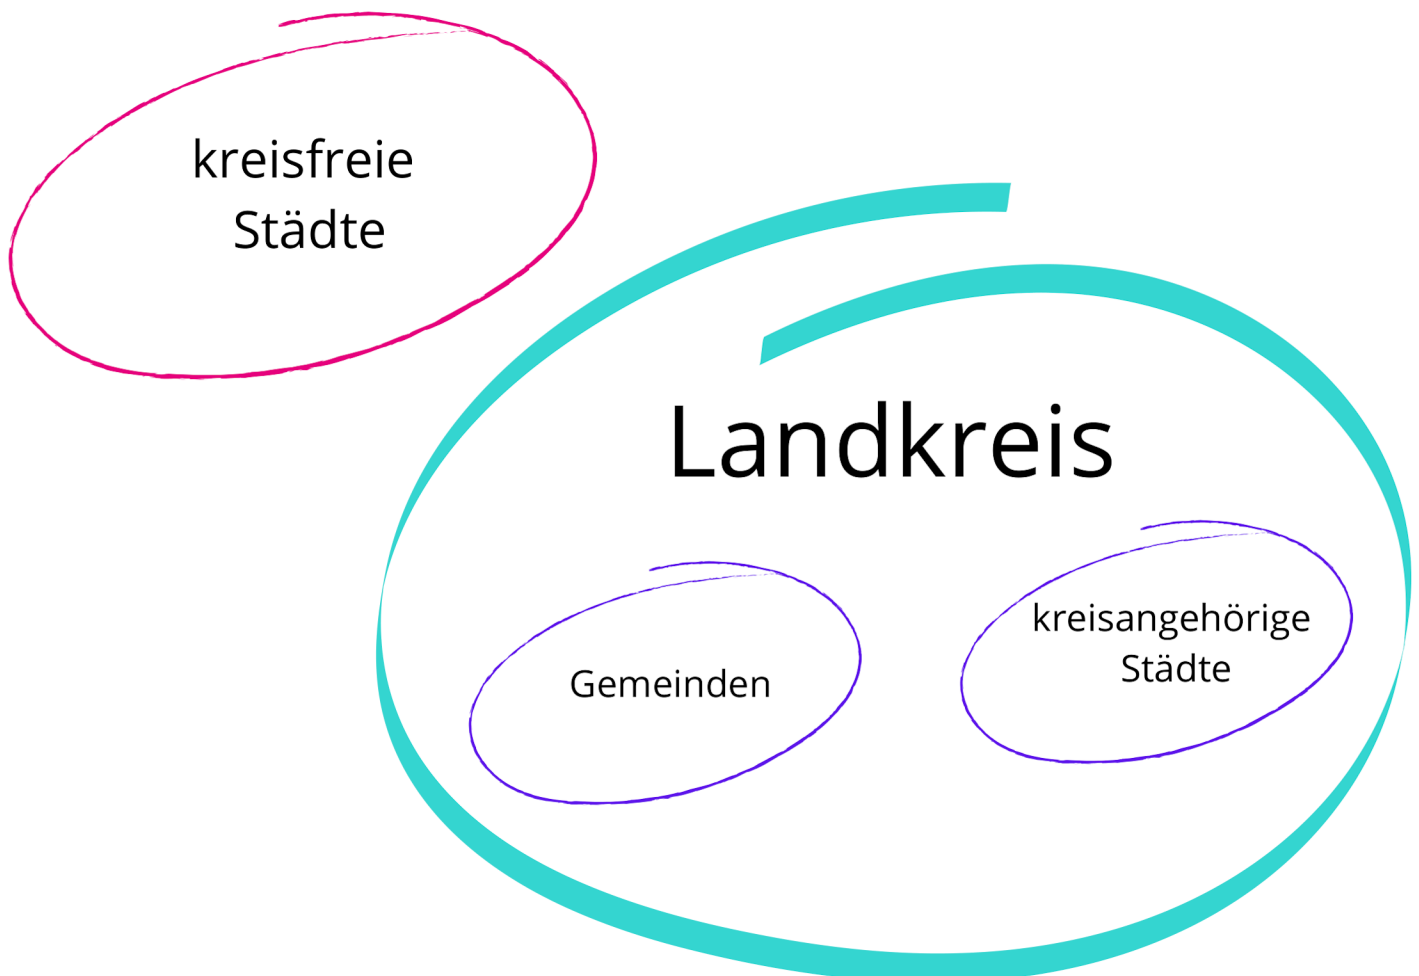 kreisfreie
Städte
Landkreis
Gemeinden
kreisangehörige
Städte